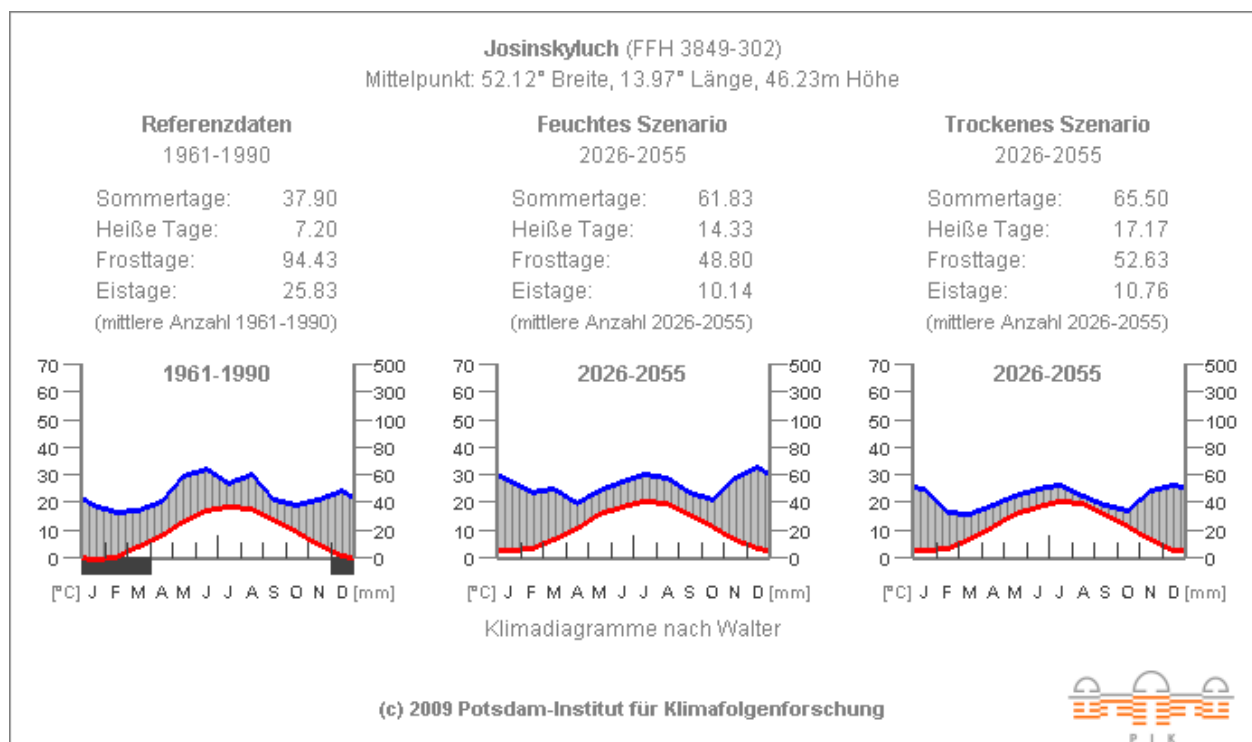 Josinskyluch (FFH 3849-302)
Mittelpunkt: 52.12° Breite, 13.97° Länge, 46.23m Höhe
Referenzdaten
1961-1990
Sommertage: 37.90
Heiße Tage: 7.20
Frosttage: 94.43
Eistage: 25.83
(mittlere Anzahl 1961-1990)
Feuchtes Szenario
2026-2055
Sommertage: 61.83
Heiße Tage: 14.33
Frosttage: 48.80
Eistage: 10.14
(mittlere Anzahl 2026-2055)
Trockenes Szenario
2026-2055
Sommertage: 65.50
Heiße Tage: 17.17
Frosttage: 52.63
Eistage: 10.76
(mittlere Anzahl 2026-2055)
1961-1990
70 500
60 300
50 100
40 80
30 60
20 40
10 20
0 0
[°C] J F M A M J J A S O N D [mm]
2026-2055
70 500
60 300
50 100
40 80
30 60
20 40
10 20
0 0
[°C] J F M A M J J A S O N D [mm]
2026-2055
70 500
60 300
50 100
40 80
30 60
20 40
10 20
0 0
[°C] J F M A M J J A S O N D [mm]
Klimadiagramme nach Walter
(c) 2009 Potsdam-Institut für Klimafolgenforschung
P I K